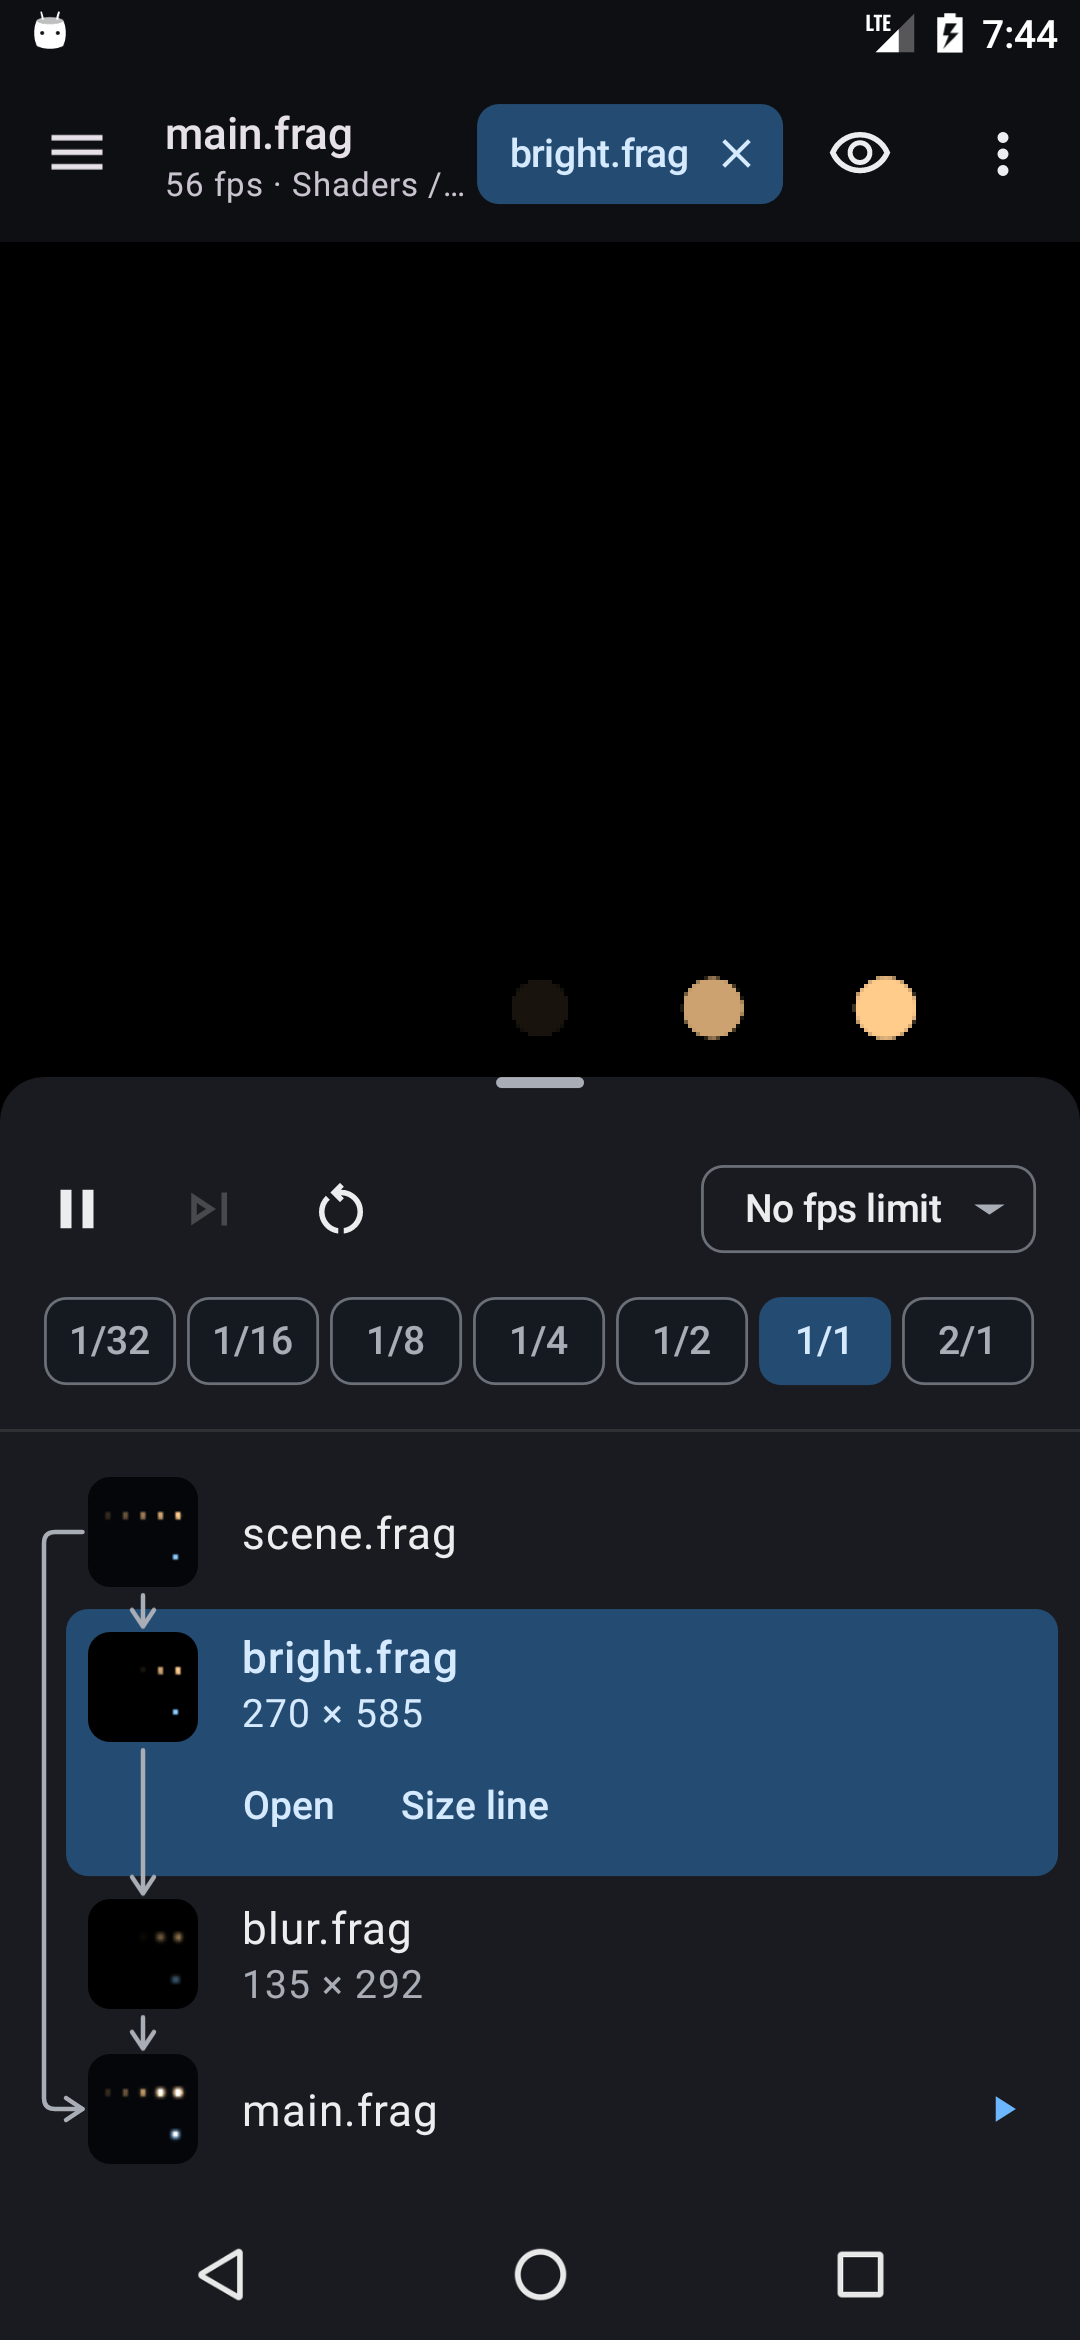 LTE 7:44
main.frag
56 fps · Shaders /...
bright.frag
No fps limit
1/32 1/16 1/8 1/4 1/2 1/1 2/1
scene.frag
bright.frag
270 × 585
Open Size line
blur.frag
135 × 292
main.frag